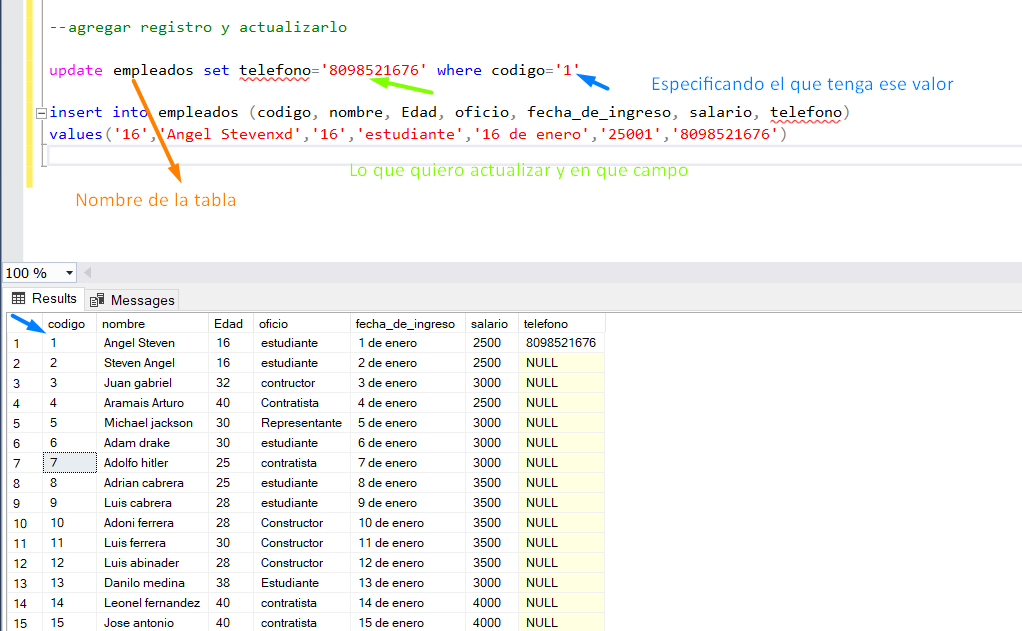 --agregar registro y actualizarlo
update empleados set telefono='8098521676' where codigo='1'
Especificando el que tenga ese valor
insert into empleados (codigo, nombre, Edad, oficio, fecha_de_ingreso, salario, telefono)
values('16','Angel Stevenxd','16','estudiante','16 de enero','25001','8098521676')
Lo que quiero actualizar y en que campo
Nombre de la tabla
100 %
Results Messages
codigo nombre Edad oficio fecha_de_ingreso salario telefono
1 1 Angel Steven 16 estudiante 1 de enero 2500 8098521676
2 2 Steven Angel 16 estudiante 2 de enero 2500 NULL
3 3 Juan gabriel 32 contructor 3 de enero 3000 NULL
4 4 Aramais Arturo 40 Contratista 4 de enero 2500 NULL
5 5 Michael jackson 30 Representante 5 de enero 3000 NULL
6 6 Adam drake 30 estudiante 6 de enero 3000 NULL
7 7 Adolfo hitler 25 contratista 7 de enero 3000 NULL
8 8 Adrian cabrera 25 estudiante 8 de enero 3500 NULL
9 9 Luis cabrera 28 estudiante 9 de enero 3500 NULL
10 10 Adoni ferrera 28 Constructor 10 de enero 3500 NULL
11 11 Luis ferrera 30 Constructor 11 de enero 3500 NULL
12 12 Luis abinader 28 Constructor 12 de enero 3500 NULL
13 13 Danilo medina 38 Estudiante 13 de enero 3000 NULL
14 14 Leonel fernandez 40 contratista 14 de enero 4000 NULL
15 15 Jose antonio 40 contratista 15 de enero 4000 NULL